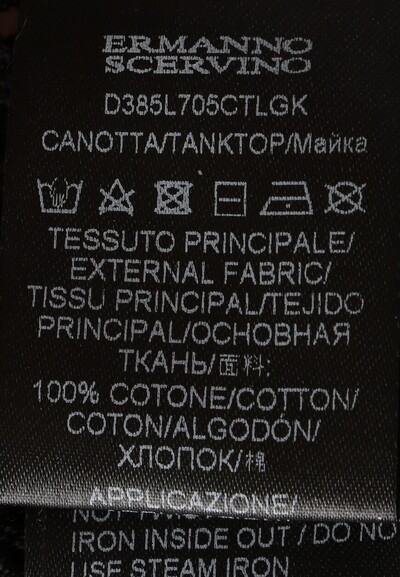 ERMANNO
SCERVINO
D385L705CTLGK
CANOTTA/TANKTOP/Майка
TESSUTO PRINCIPALE/
EXTERNAL FABRIC/
TISSU PRINCIPAL/TEJIDO
PRINCIPAL/ОСНОВНАЯ
ТКАНЬ/面料:
100% COTONE/COTTON/
COTON/ALGODÓN/
ХЛОПОК/棉
APPLICAZIONE/
IRON INSIDE OUT / DO NO
USE STEAM IRON